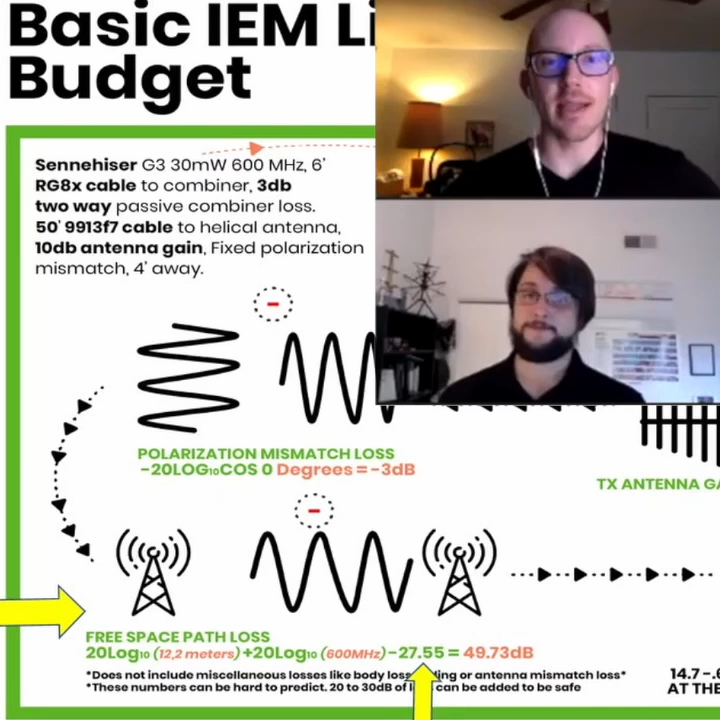 Basic IEM Li
Budget
Sennehiser G3 30mW 600 MHz, 6'
RG8x cable to combiner, 3db
two way passive combiner loss.
50' 9913f7 cable to helical antenna,
10db antenna gain, Fixed polarization
mismatch, 4' away.
POLARIZATION MISMATCH LOSS
-20LOG10COS 0 Degrees = -3dB
TX ANTENNA GA
FREE SPACE PATH LOSS
20Log10 (12,2 meters)+20Log10 (600MHz)-27.55 = 49.73dB
*Does not include miscellaneous losses like body loss, ding or antenna mismatch loss*
*These numbers can be hard to predict. 20 to 30dB of l can be added to be safe
14.7 -.6
AT THE